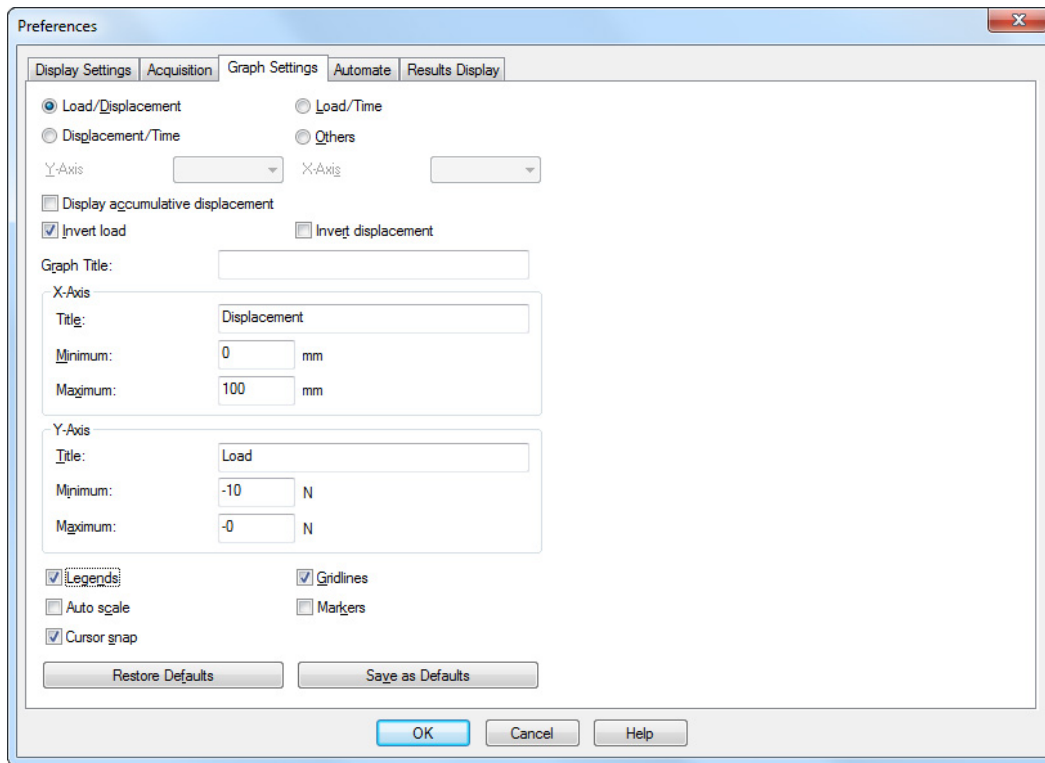 Preferences
Display Settings Acquisition Graph Settings Automate Results Display
Load/Displacement Load/Time
Displacement/Time Others
Y-Axis X-Axis
Display accumulative displacement
Invert load Invert displacement
Graph Title:
X-Axis
Title: Displacement
Minimum: 0 mm
Maximum: 100 mm
Y-Axis
Title: Load
Minimum: -10 N
Maximum: -0 N
Legends Gridlines
Auto scale Markers
Cursor snap
Restore Defaults Save as Defaults
OK Cancel Help